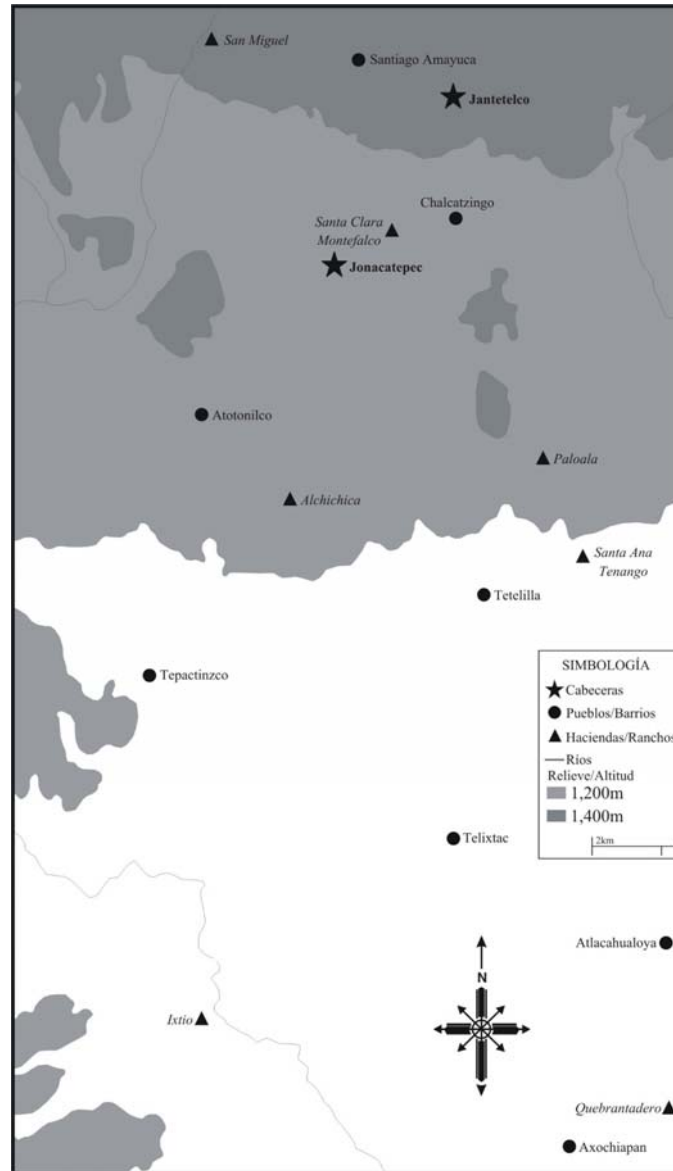 San Miguel
Santiago Amayuca
Jantetelco
Chalcatzingo
Santa Clara
Montefalco
Jonacatepec
Atotonilco
Paloala
Alchichica
Santa Ana
Tenango
Tetelilla
Tepactinzco
SIMBOLOGÍA
Cabeceras
Pueblos/Barrios
Haciendas/Ranchos
Ríos
Relieve/Altitud
1,200m
1,400m
2km
Telixtac
Atlacahualoya
N
Ixtio
Quebrantadero
Axochiapan